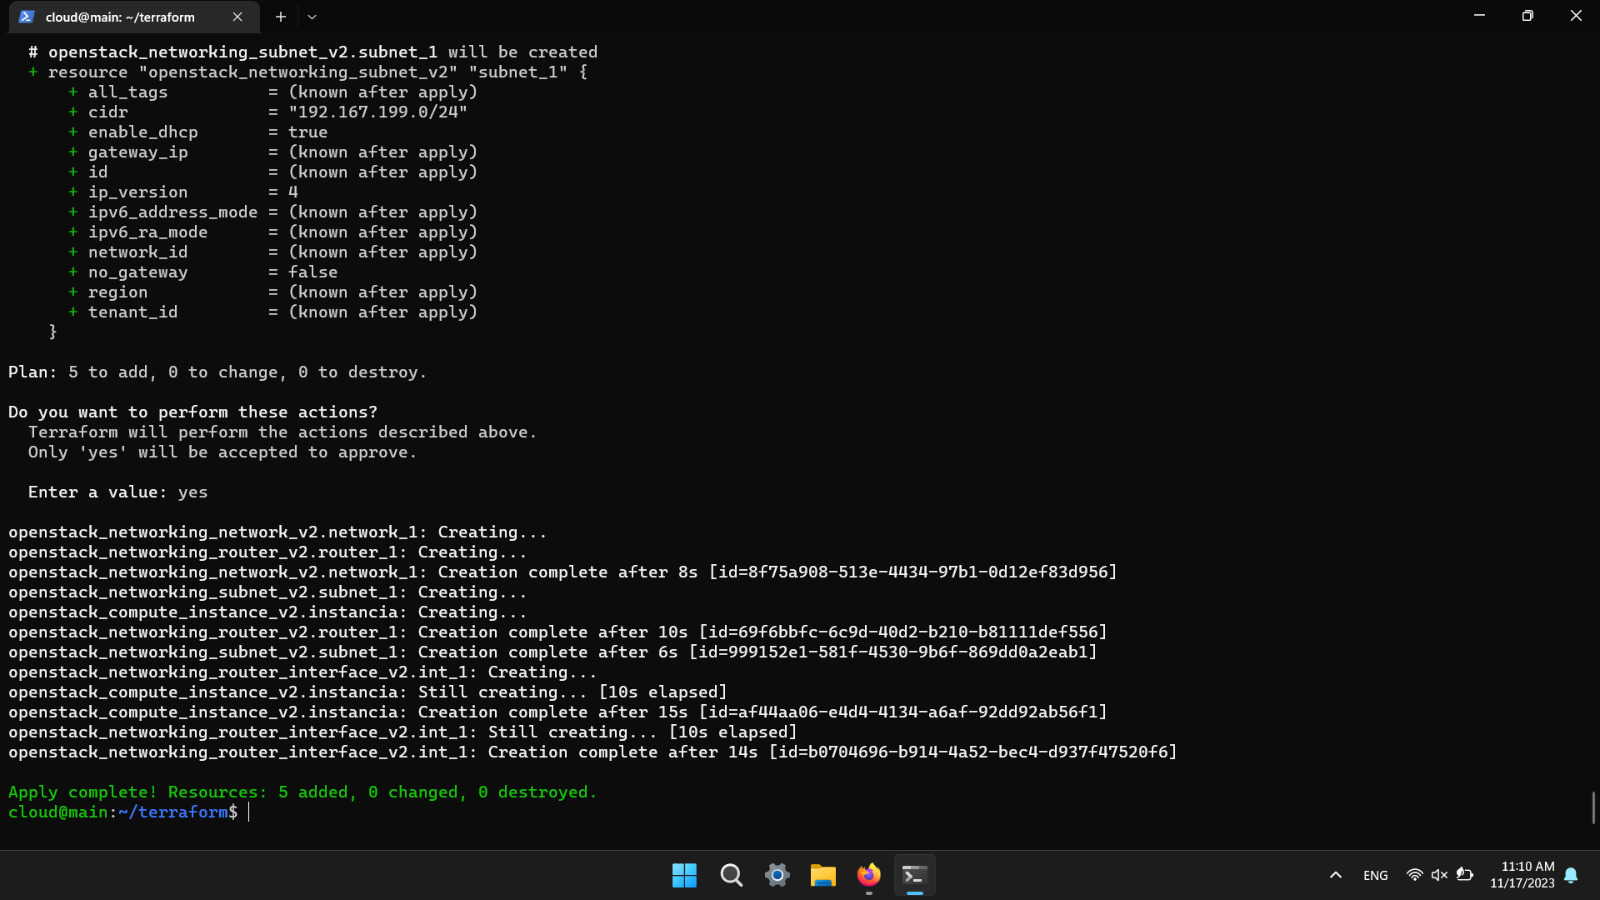 cloud@main: ~/terraform
# openstack_networking_subnet_v2.subnet_1 will be created
+ resource "openstack_networking_subnet_v2" "subnet_1" {
+ all_tags = (known after apply)
+ cidr = "192.167.199.0/24"
+ enable_dhcp = true
+ gateway_ip = (known after apply)
+ id = (known after apply)
+ ip_version = 4
+ ipv6_address_mode = (known after apply)
+ ipv6_ra_mode = (known after apply)
+ network_id = (known after apply)
+ no_gateway = false
+ region = (known after apply)
+ tenant_id = (known after apply)
}
Plan: 5 to add, 0 to change, 0 to destroy.
Do you want to perform these actions?
Terraform will perform the actions described above.
Only 'yes' will be accepted to approve.
Enter a value: yes
openstack_networking_network_v2.network_1: Creating...
openstack_networking_router_v2.router_1: Creating...
openstack_networking_network_v2.network_1: Creation complete after 8s [id=8f75a908-513e-4434-97b1-0d12ef83d956]
openstack_networking_subnet_v2.subnet_1: Creating...
openstack_compute_instance_v2.instancia: Creating...
openstack_networking_router_v2.router_1: Creation complete after 10s [id=69f6bbfc-6c9d-40d2-b210-b81111def556]
openstack_networking_subnet_v2.subnet_1: Creation complete after 6s [id=999152e1-581f-4530-9b6f-869dd0a2eab1]
openstack_networking_router_interface_v2.int_1: Creating...
openstack_compute_instance_v2.instancia: Still creating... [10s elapsed]
openstack_compute_instance_v2.instancia: Creation complete after 15s [id=af44aa06-e4d4-4134-a6af-92dd92ab56f1]
openstack_networking_router_interface_v2.int_1: Still creating... [10s elapsed]
openstack_networking_router_interface_v2.int_1: Creation complete after 14s [id=b0704696-b914-4a52-bec4-d937f47520f6]
Apply complete! Resources: 5 added, 0 changed, 0 destroyed.
cloud@main:~/terraform$
ENG
11:10 AM
11/17/2023